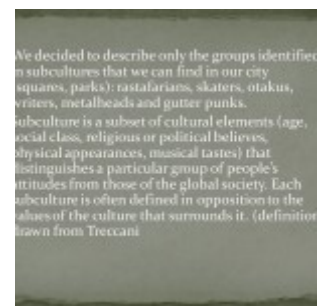 We decided to describe only the groups identified
in subcultures that we can find in our city
(squares, parks): rastafarians, skaters, otakus,
writers, metalheads and gutter punks.
Subculture is a subset of cultural elements (age,
social class, religious or political believes,
physical appearances, musical tastes) that
distinguishes a particular group of people's
attitudes from those of the global society. Each
subculture is often defined in opposition to the
values of the culture that surrounds it. (definition
drawn from Treccani